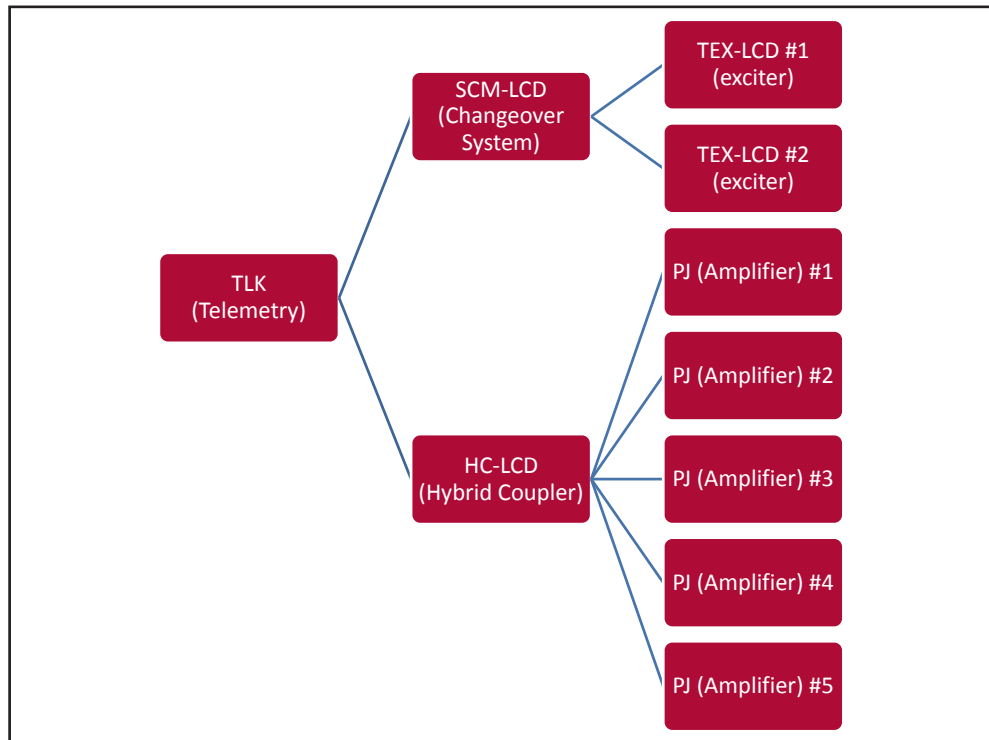 TLK
(Telemetry)
SCM-LCD
(Changeover
System)
TEX-LCD #1
(exciter)
TEX-LCD #2
(exciter)
HC-LCD
(Hybrid Coupler)
PJ (Amplifier) #1
PJ (Amplifier) #2
PJ (Amplifier) #3
PJ (Amplifier) #4
PJ (Amplifier) #5